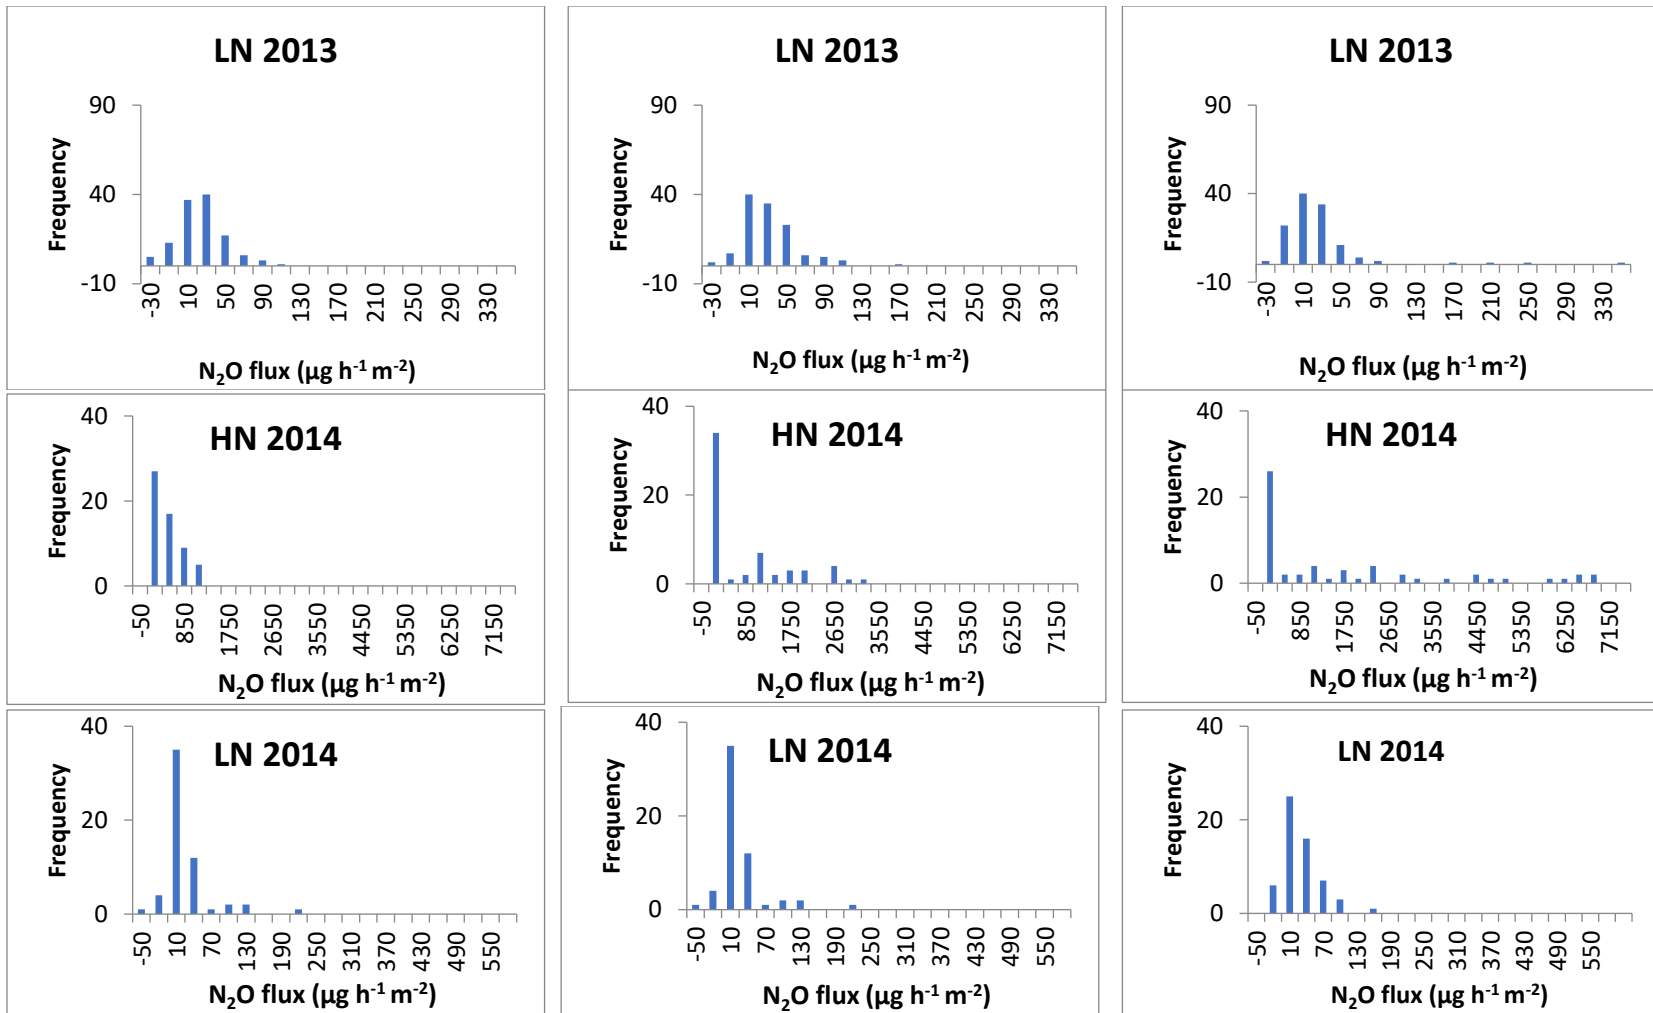 LN 2013
90
40
-10
Frequency
-30 10 50 90 130 170 210 250 290 330
N₂O flux (µg h⁻¹ m⁻²)
LN 2013
90
40
-10
Frequency
-30 10 50 90 130 170 210 250 290 330
N₂O flux (µg h⁻¹ m⁻²)
LN 2013
90
40
-10
Frequency
-30 10 50 90 130 170 210 250 290 330
N₂O flux (µg h⁻¹ m⁻²)
HN 2014
40
20
0
Frequency
-50 850 1750 2650 3550 4450 5350 6250 7150
N₂O flux (µg h⁻¹ m⁻²)
HN 2014
40
20
0
Frequency
-50 850 1750 2650 3550 4450 5350 6250 7150
N₂O flux (µg h⁻¹ m⁻²)
HN 2014
40
20
0
Frequency
-50 850 1750 2650 3550 4450 5350 6250 7150
N₂O flux (µg h⁻¹ m⁻²)
LN 2014
40
20
0
Frequency
-50 10 70 130 190 250 310 370 430 490 550
N₂O flux (µg h⁻¹ m⁻²)
LN 2014
40
20
0
Frequency
-50 10 70 130 190 250 310 370 430 490 550
N₂O flux (µg h⁻¹ m⁻²)
LN 2014
40
20
0
Frequency
-50 10 70 130 190 250 310 370 430 490 550
N₂O flux (µg h⁻¹ m⁻²)